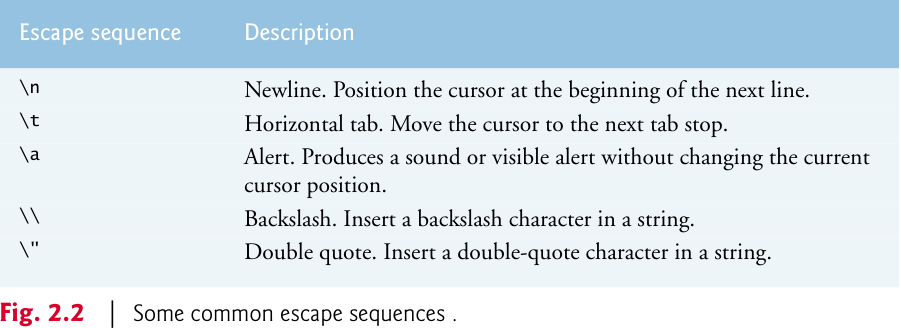 Escape sequence Description
\n Newline. Position the cursor at the beginning of the next line.
\t Horizontal tab. Move the cursor to the next tab stop.
\a Alert. Produces a sound or visible alert without changing the current
cursor position.
\\ Backslash. Insert a backslash character in a string.
\" Double quote. Insert a double-quote character in a string.
Fig. 2.2 | Some common escape sequences .